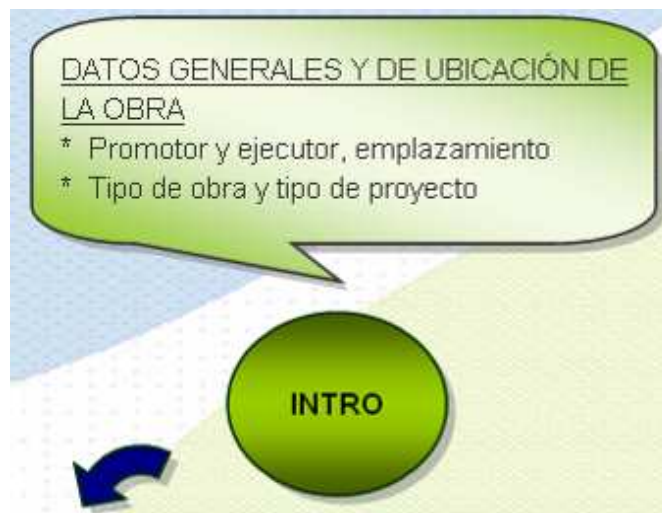 DATOS GENERALES Y DE UBICACIÓN DE
LA OBRA
* Promotor y ejecutor, emplazamiento
* Tipo de obra y tipo de proyecto
INTRO